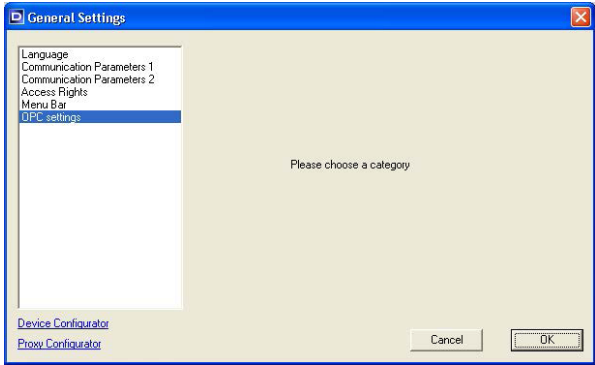 General Settings
Language
Communication Parameters 1
Communication Parameters 2
Access Rights
Menu Bar
OPC settings
Please choose a category
Device Configurator
Proxy Configurator
Cancel
OK